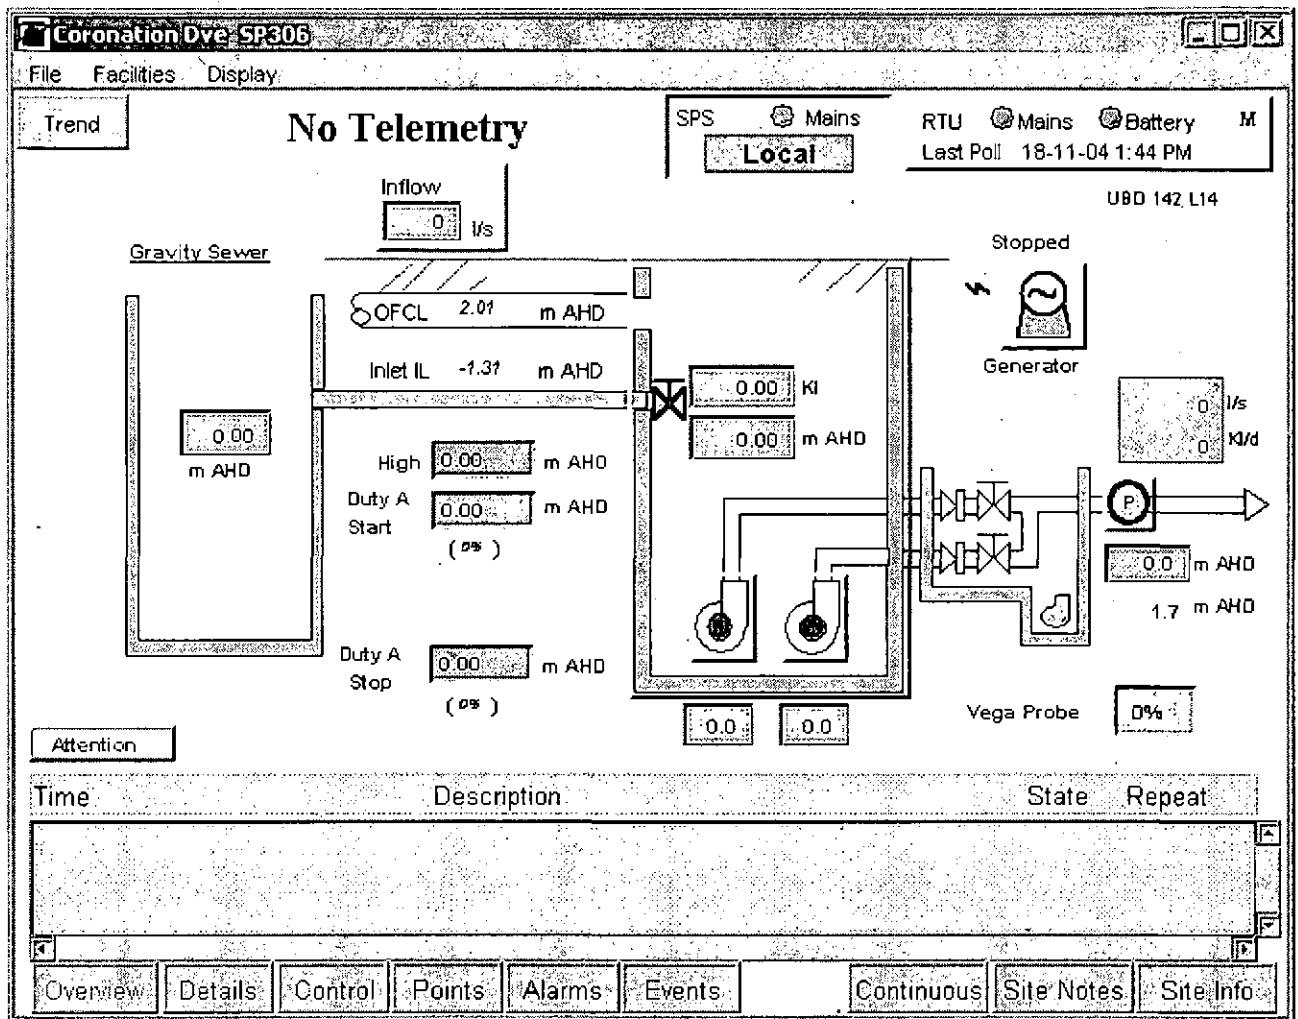 Coronation Dve SP306
File Facilities Display
Trend
No Telemetry
SPS Mains
Local
RTU Mains Battery M
Last Poll 18-11-04 1:44 PM
UBD 142 L14
Inflow
0 l/s
Gravity Sewer
Stopped
Generator
OFCL 2.01 m AHD
Inlet IL -1.31 m AHD
0.00 Kl
0.00 m AHD
0.00
m AHD
0 l/s
0 Kl/d
High 0.00 m AHD
Duty A
Start
0.00 m AHD
(0%)
P
0.0 m AHD
1.7 m AHD
Duty A
Stop
0.00 m AHD
(0%)
0.0 0.0
Vega Probe 0%
Attention
Time Description State Repeat
Overview Details Control Points Alarms Events Continuous Site Notes Site Info